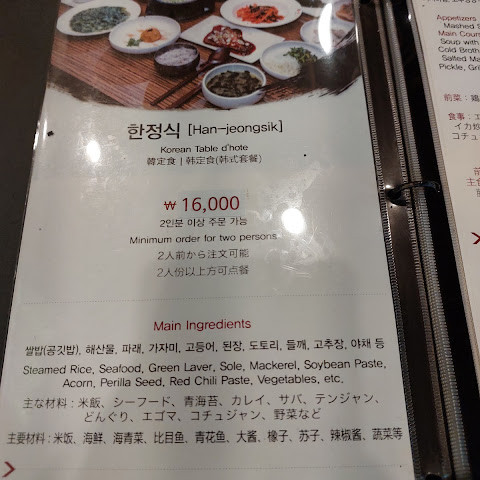 한정식 [Han-jeongsik]
Korean Table d'hote
韓定食 | 韩定食(韩式套餐)
₩ 16,000
2인분 이상 주문 가능
Minimum order for two persons
2人前から注文可能
2人份以上方可点餐
Main Ingredients
쌀밥(공깃밥), 해산물, 파래, 가자미, 고등어, 된장, 도토리, 들깨, 고추장, 야채 등
Steamed Rice, Seafood, Green Laver, Sole, Mackerel, Soybean Paste,
Acorn, Perilla Seed, Red Chili Paste, Vegetables, etc.
主な材料：米飯、シーフード、青海苔、カレイ、サバ、テンジャン、
どんぐり、エゴマ、コチュジャン、野菜など
主要材料：米饭、海鲜、海青菜、比目鱼、青花鱼、大酱、橡子、苏子、辣椒酱、蔬菜等
Appetizers
Mashed
Main Cour
Soup with
Cold Broth
Salted Ma
Pickle, Gri
前菜：鶏
食事：エ
イカ炒
コチュ
前
主食